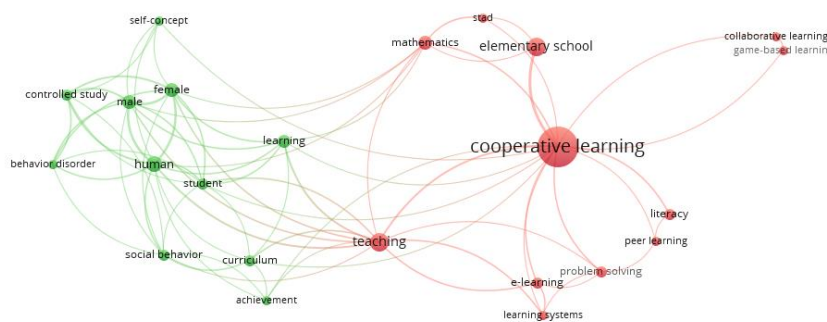 self-concept
stad
collaborative learning
mathematics
elementary school
game-based learning
female
controlled study
male
learning
cooperative learning
behavior disorder
human
student
literacy
teaching
peer learning
social behavior
curriculum
problem solving
e-learning
achievement
learning systems